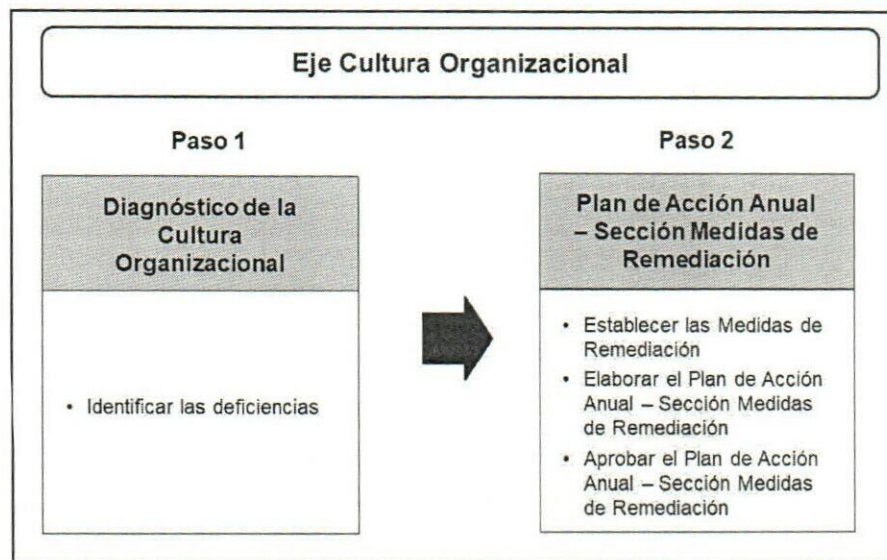 Eje Cultura Organizacional
Paso 1
Diagnóstico de la
Cultura
Organizacional
• Identificar las deficiencias
Paso 2
Plan de Acción Anual
– Sección Medidas de
Remediación
• Establecer las Medidas de
Remediación
• Elaborar el Plan de Acción
Anual – Sección Medidas
de Remediación
• Aprobar el Plan de Acción
Anual – Sección Medidas
de Remediación